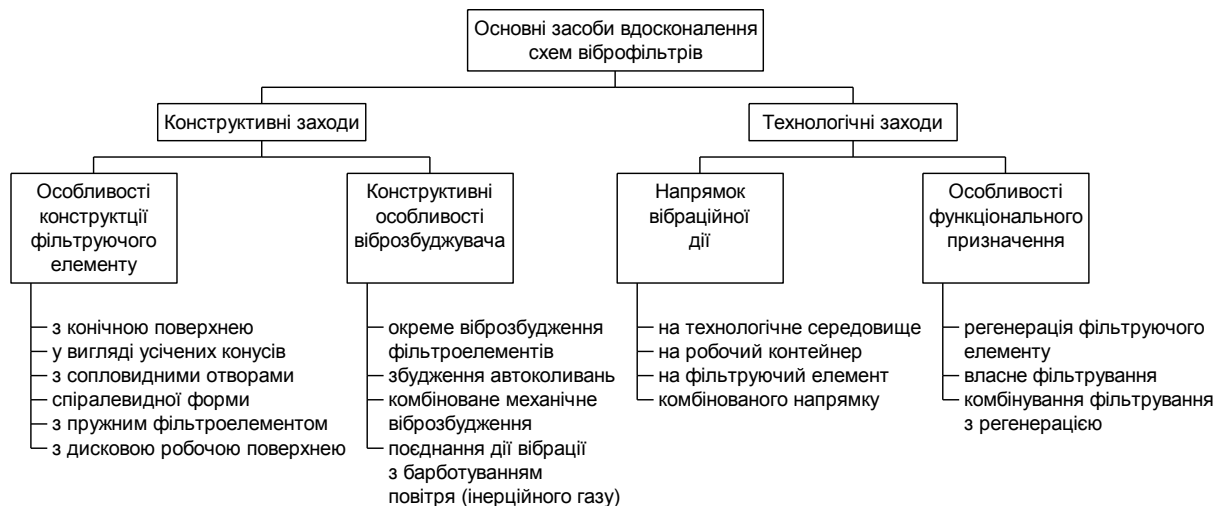 Основні засоби вдосконалення
схем віброфільтрів
Конструктивні заходи
Технологічні заходи
Особливості
конструктції
фільтруючого
елементу
Конструктивні
особливості
віброзбуджувача
Напрямок
вібраційної
дії
Особливості
функціонального
призначення
з конічною поверхнею
у вигляді усічених конусів
з сопловидними отворами
спіралевидної форми
з пружним фільтроелементом
з дисковою робочою поверхнею
окреме віброзбудження
фільтроелементів
збудження автоколивань
комбіноване механічне
віброзбудження
поєднання дії вібрації
з барботуванням
повітря (інерційного газу)
на технологічне середовище
на робочий контейнер
на фільтруючий елемент
комбінованого напрямку
регенерація фільтруючого
елементу
власне фільтрування
комбінування фільтрування
з регенерацією